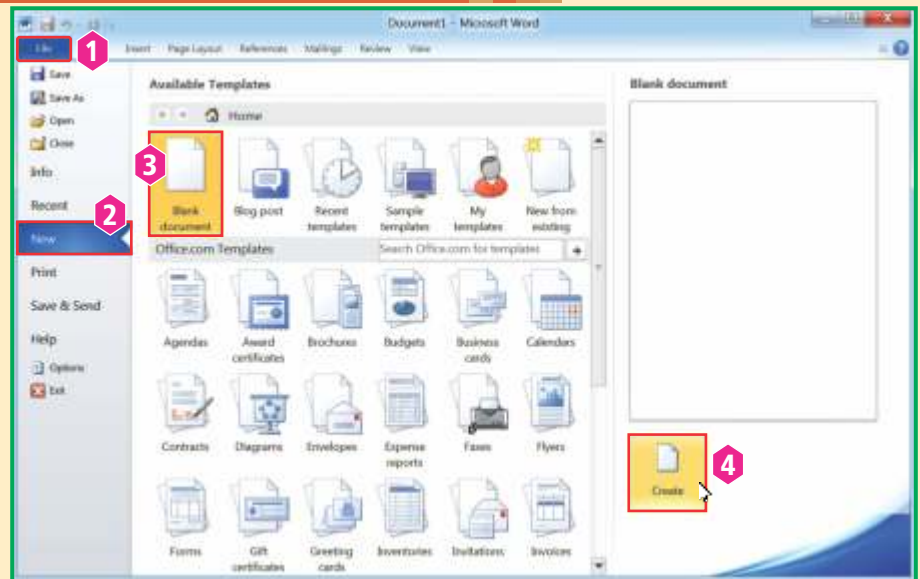 Document1 - Microsoft Word
File Insert Page Layout References Mailings Review View
1
Save
Save As
Open
Close
Info
Recent
2
New
Print
Save & Send
Help
Options
Exit
Available Templates
Home
3
Blank document
Blog post
Recent templates
Sample templates
My templates
New from existing
Office.com Templates
Search Office.com for templates
Agendas
Award certificates
Brochures
Budgets
Business cards
Calendars
Contracts
Diagrams
Envelopes
Expense reports
Faxes
Flyers
Forms
Gift certificates
Greeting cards
Inventories
Invitations
Invoices
Blank document
Create
4